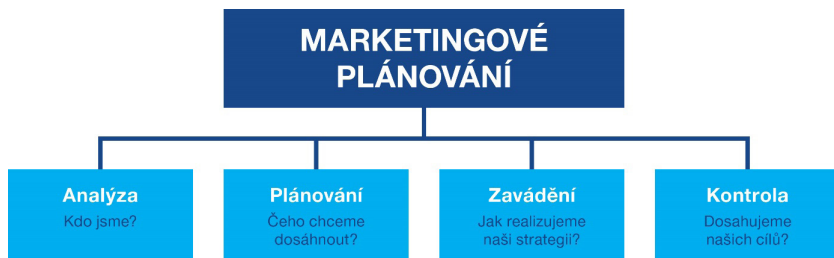 MARKETINGOVÉ
PLÁNOVÁNÍ
Analýza
Kdo jsme?
Plánování
Čeho chceme
dosáhnout?
Zavádění
Jak realizujeme
naši strategii?
Kontrola
Dosahujeme
našich cílů?